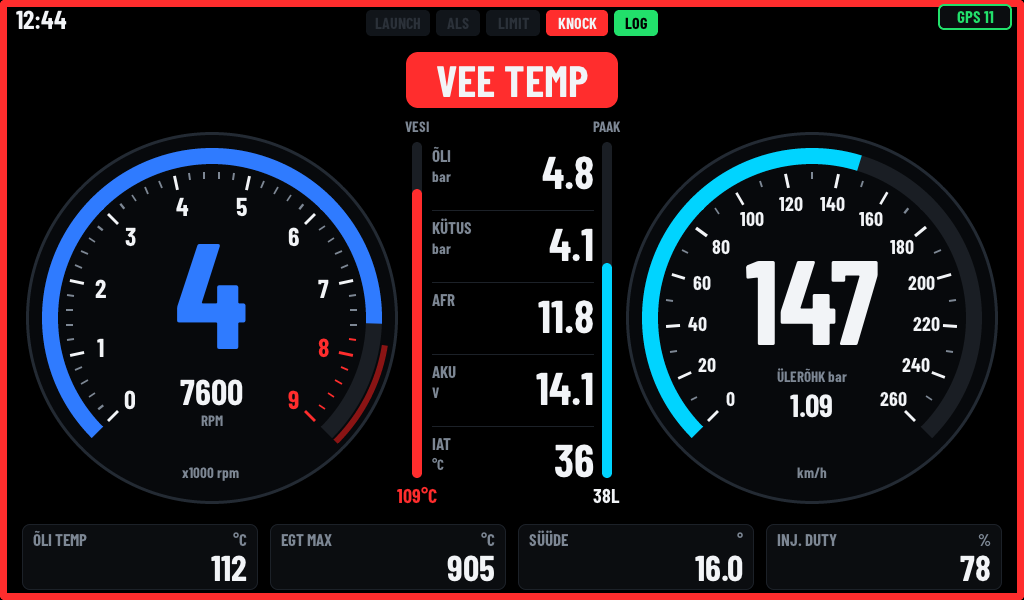 12:44
LAUNCH ALS LIMIT KNOCK LOG
GPS 11
VEE TEMP
VESI
PAAK
ÕLI
bar
4.8
KÜTUS
bar
4.1
AFR
11.8
AKU
V
14.1
IAT
°C
36
109°C
38L
0
1
2
3
4
5
6
7
8
9
4
7600
RPM
x1000 rpm
0
20
40
60
80
100
120
140
160
180
200
220
240
260
147
ÜLERÕHK bar
1.09
km/h
ÕLI TEMP °C
112
EGT MAX °C
905
SÜÜDE °
16.0
INJ. DUTY %
78